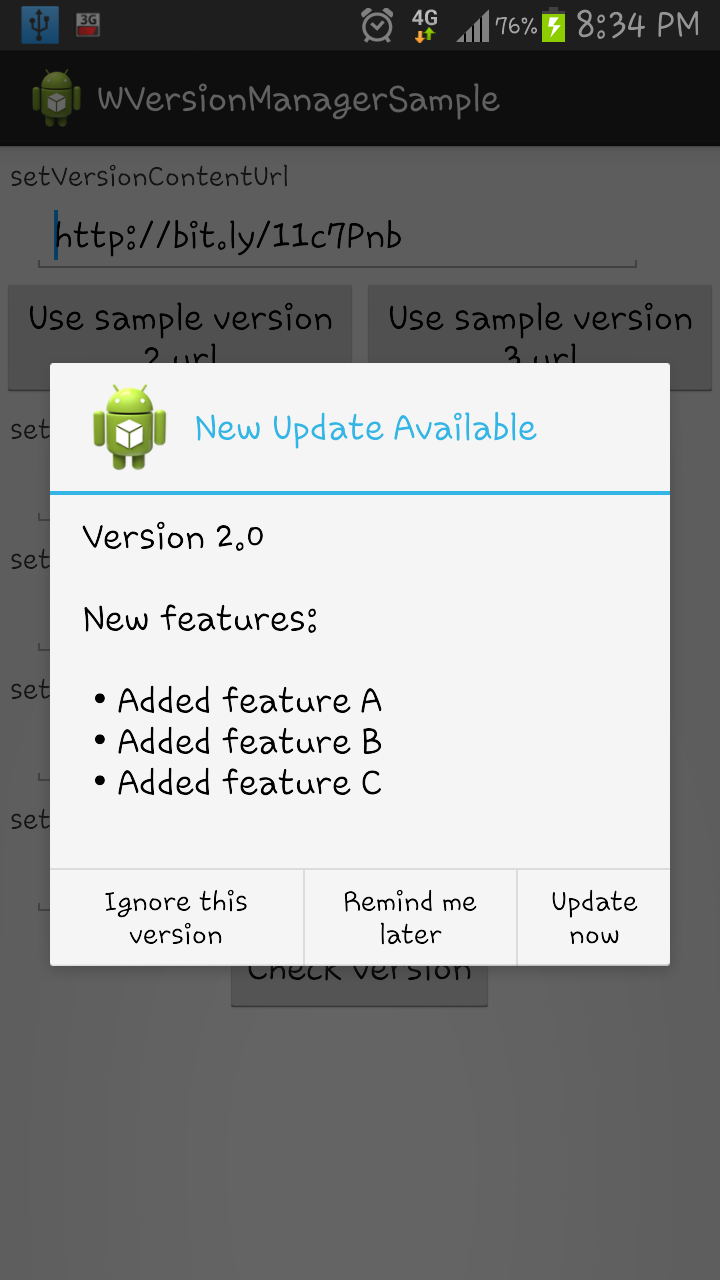 3G
4G
76%
8:34 PM
WVersionManagerSample
setVersionContentUrl
http://bit.ly/11c7Pnb
Use sample version
2 url
Use sample version
3 url
set
New Update Available
Version 2.0
set
New features:
set
• Added feature A
• Added feature B
• Added feature C
set
Ignore this
version
Remind me
later
Update
now
Check version